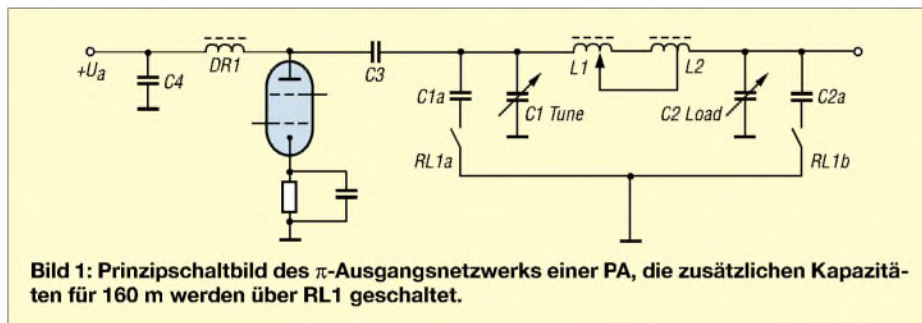 +Ua
C4
DR1
C3
C1a
C1 Tune
L1
L2
C2 Load
C2a
RL1a
RL1b
Bild 1: Prinzipschaltbild des π-Ausgangsnetzwerks einer PA, die zusätzlichen Kapazitä-
ten für 160 m werden über RL1 geschaltet.